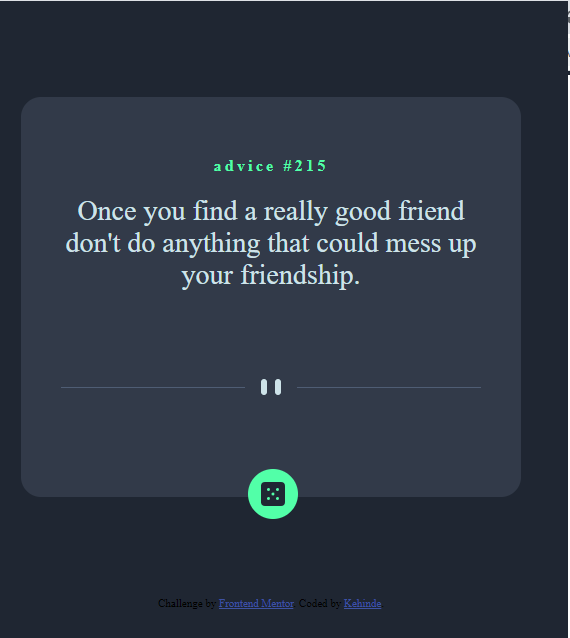 advice #215
Once you find a really good friend
don't do anything that could mess up
your friendship.
Challenge by Frontend Mentor. Coded by Kehinde